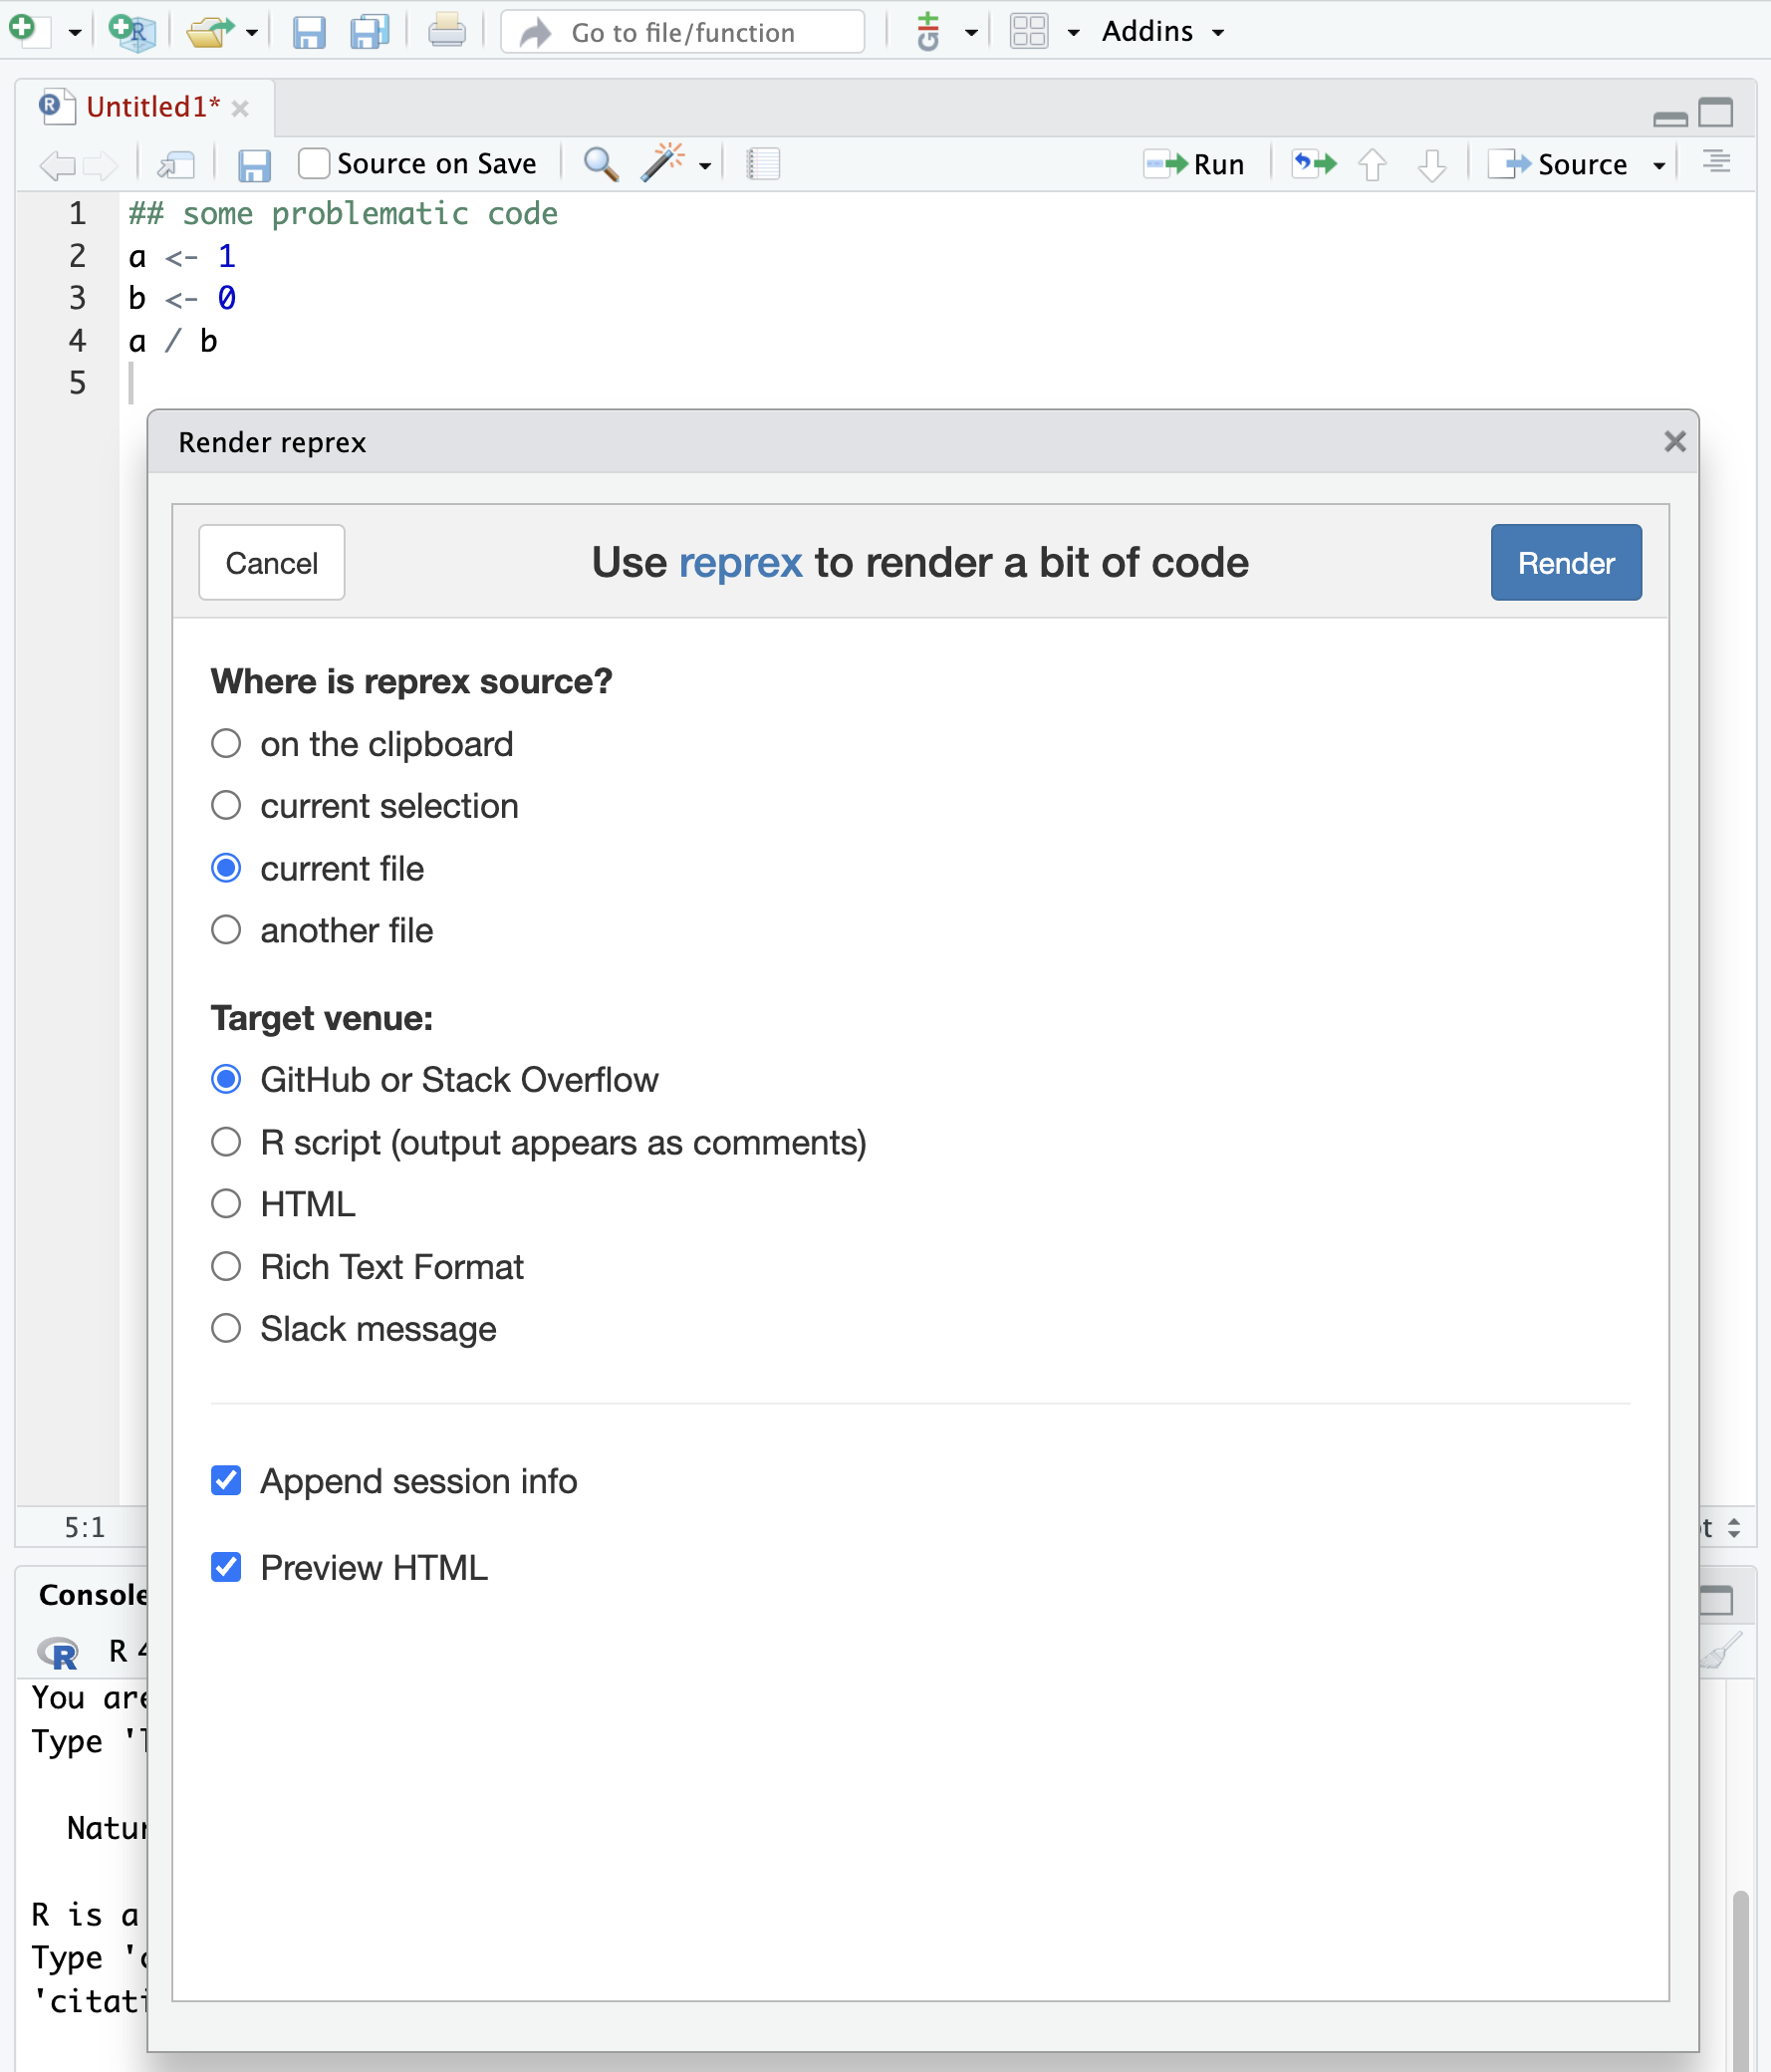 Go to file/function
Addins
Untitled1*
Source on Save
Run
Source
1 ## some problematic code
2 a <- 1
3 b <- 0
4 a / b
5
Render reprex
Cancel
Use reprex to render a bit of code
Render
Where is reprex source?
on the clipboard
current selection
current file
another file
Target venue:
GitHub or Stack Overflow
R script (output appears as comments)
HTML
Rich Text Format
Slack message
Append session info
Preview HTML
5:1
Console
R 4
You are
Type '
Natur
R is a
Type '
'citati